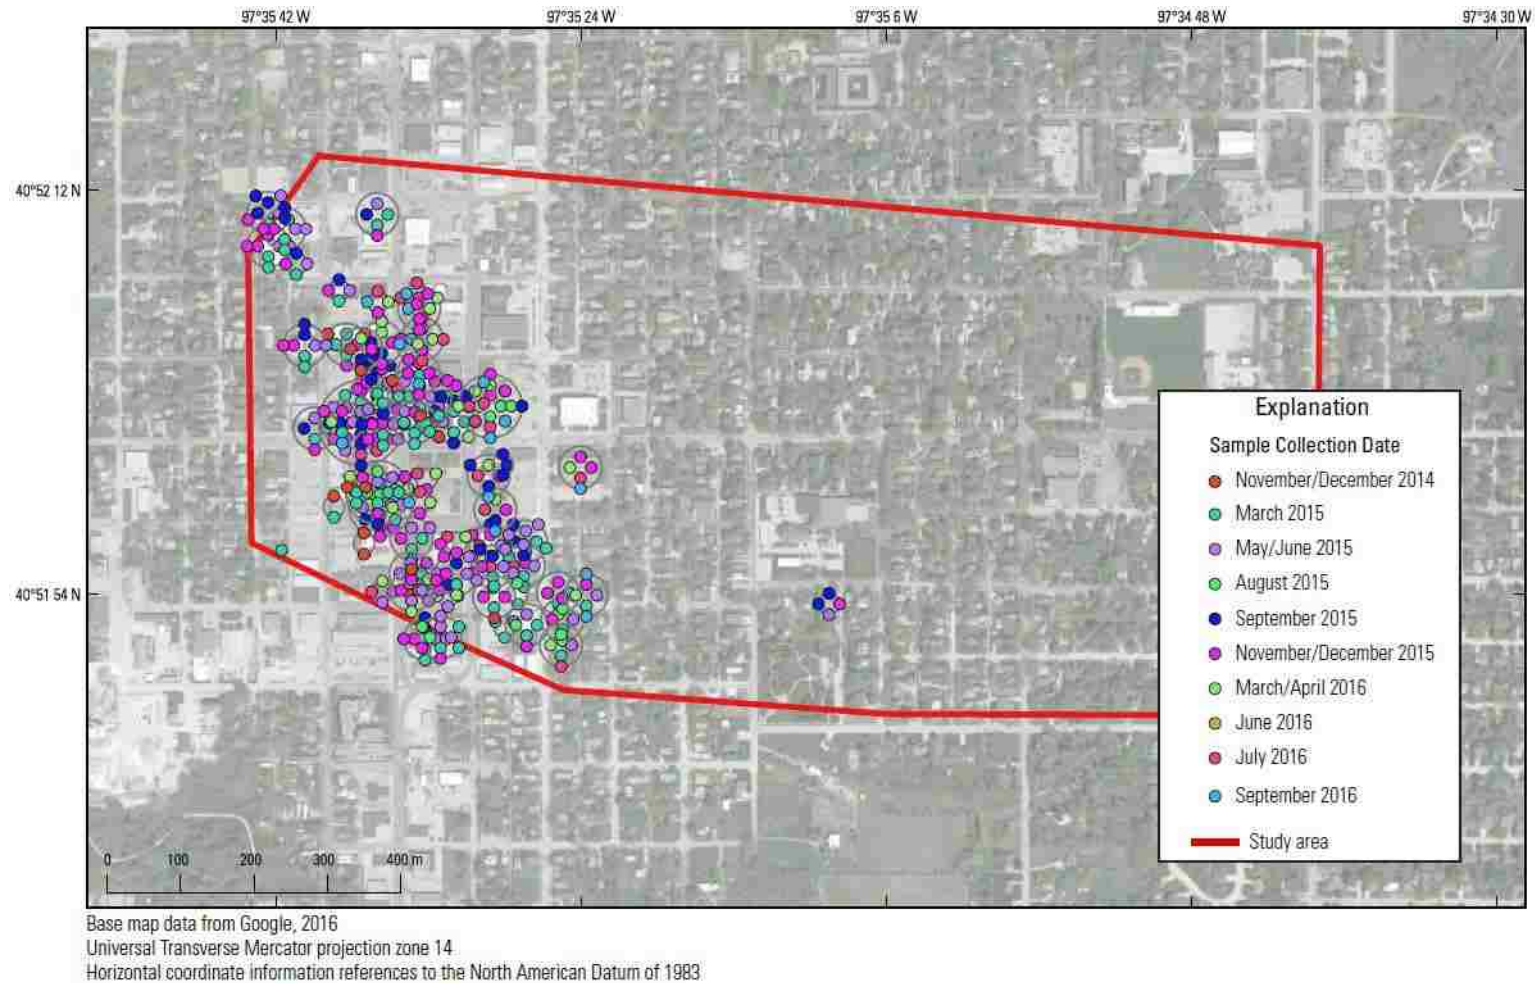 97°35 42 W
97°35 24 W
97°35 6 W
97°34 48 W
97°34 30 W
40°52 12 N
40°51 54 N
Explanation
Sample Collection Date
November/December 2014
March 2015
May/June 2015
August 2015
September 2015
November/December 2015
March/April 2016
June 2016
July 2016
September 2016
Study area
0 100 200 300 400 m
Base map data from Google, 2016
Universal Transverse Mercator projection zone 14
Horizontal coordinate information references to the North American Datum of 1983